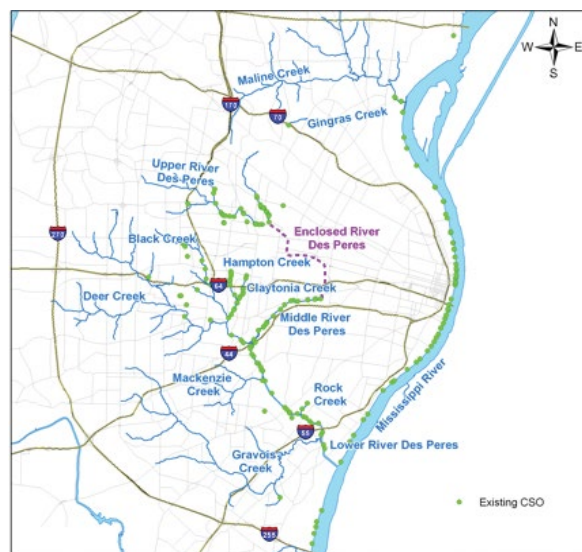 N
W E
S
Maline Creek
170
70
Gingras Creek
Upper River
Des Peres
270
Enclosed River
Des Peres
Black Creek
Hampton Creek
64
Claytonia Creek
Deer Creek
Middle River
Des Peres
44
Mackenzie
Creek
Rock
Creek
Mississippi River
55
Lower River Des Peres
Gravois
Creek
Existing CSO
255